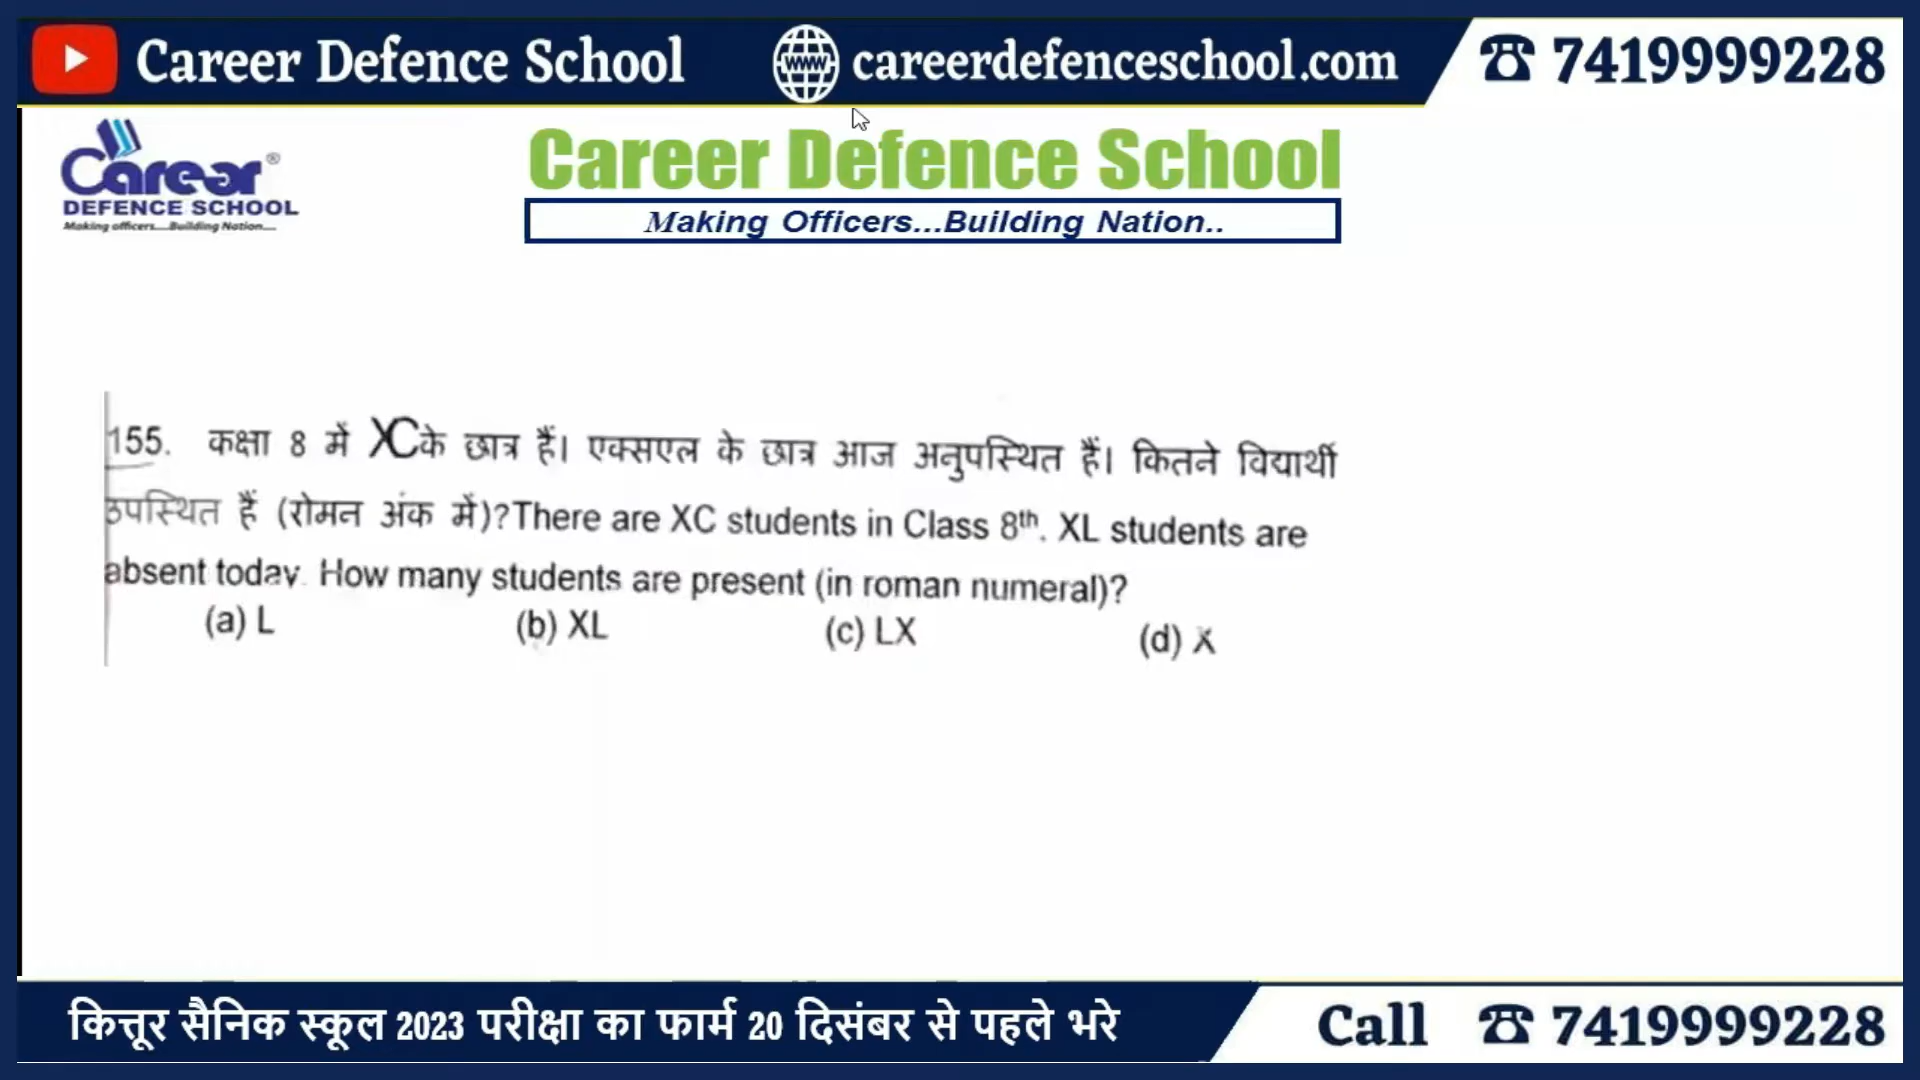 Career Defence School
www
careerdefenceschool.com
☎ 7419999228
Career®
DEFENCE SCHOOL
Making officers....Building Nation....
Career Defence School
Making Officers...Building Nation..
155. कक्षा 8 में XC के छात्र हैं। एक्सएल के छात्र आज अनुपस्थित हैं। कितने विद्यार्थी
उपस्थित हैं (रोमन अंक में)?There are XC students in Class 8th. XL students are
absent today. How many students are present (in roman numeral)?
(a) L (b) XL (c) LX (d) X
कित्तूर सैनिक स्कूल 2023 परीक्षा का फार्म 20 दिसंबर से पहले भरे
Call ☎ 7419999228